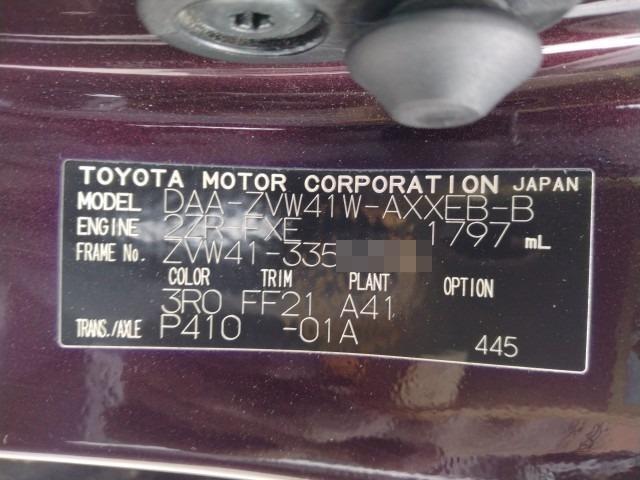 TOYOTA MOTOR CORPORATION JAPAN
MODEL DAA-ZVW41W-AXXEB-B
ENGINE 2ZR-FXE 1797 mL
FRAME No. ZVW41-335
COLOR TRIM PLANT OPTION
3R0 FF21 A41
TRANS./AXLE P410 -01A 445